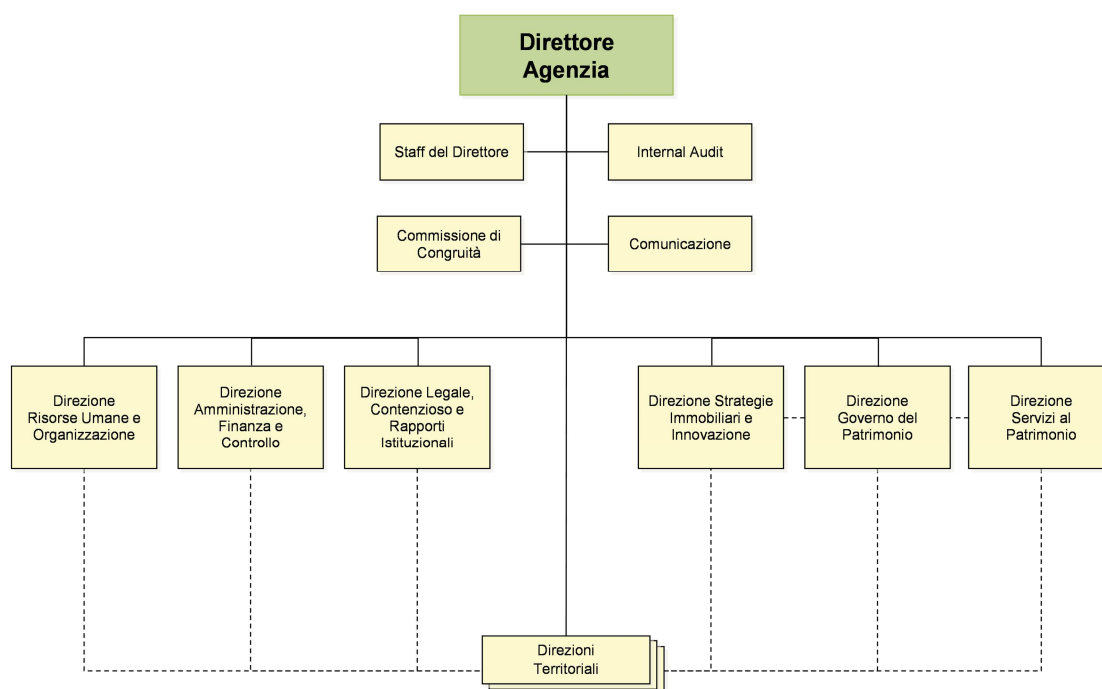 Direttore
Agenzia
Staff del Direttore
Internal Audit
Commissione di
Congruità
Comunicazione
Direzione
Risorse Umane e
Organizzazione
Direzione
Amministrazione,
Finanza e
Controllo
Direzione Legale,
Contenzioso e
Rapporti
Istituzionali
Direzione Strategie
Immobiliari e
Innovazione
Direzione
Governo del
Patrimonio
Direzione
Servizi al
Patrimonio
Direzioni
Territoriali